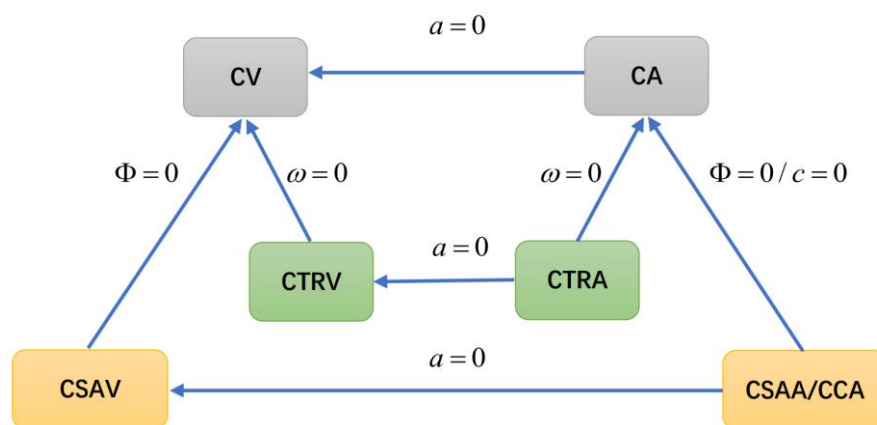 a = 0
CV
CA
Φ = 0
ω = 0
ω = 0
Φ = 0 / c = 0
a = 0
CTRV
CTRA
a = 0
CSAV
CSAA/CCA